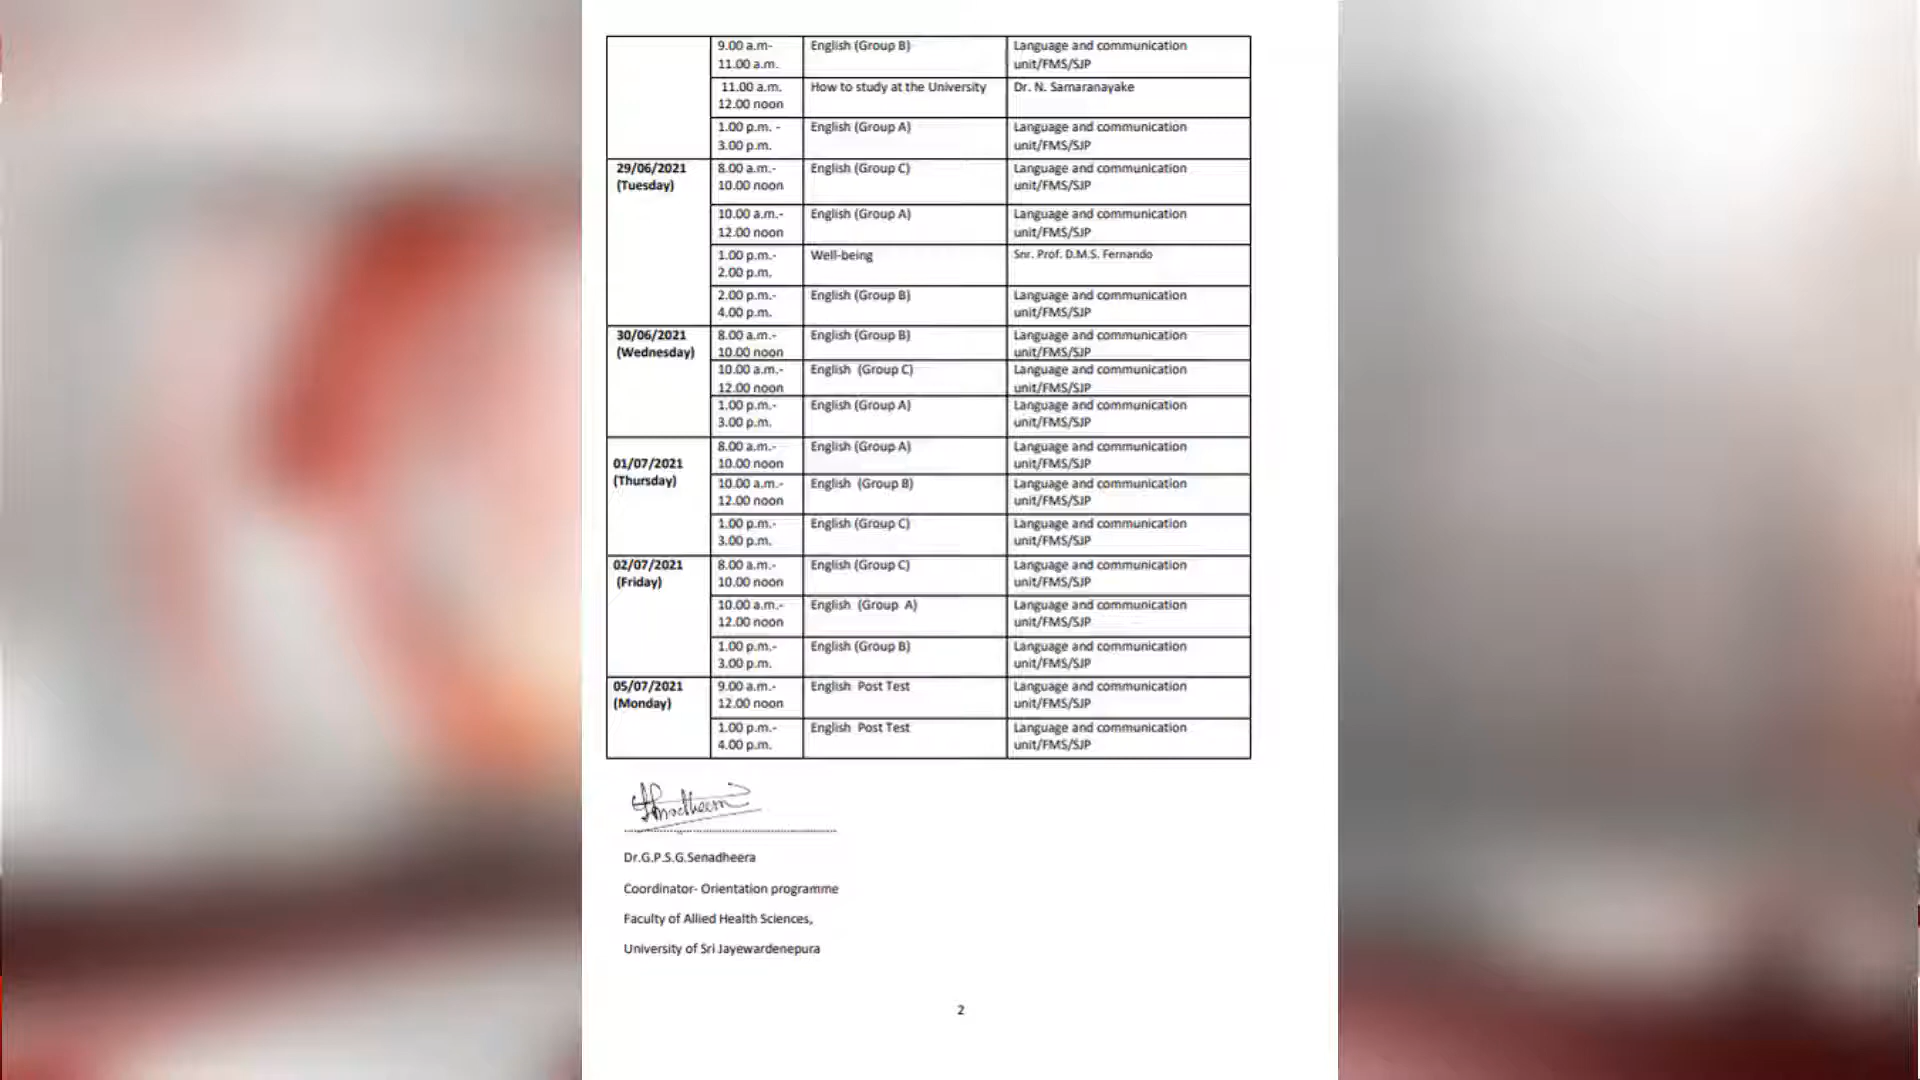 9.00 a.m-
11.00 a.m.
English (Group B)
Language and communication
unit/FMS/SJP
11.00 a.m.
12.00 noon
How to study at the University
Dr. N. Samaranayake
1.00 p.m. -
3.00 p.m.
English (Group A)
Language and communication
unit/FMS/SJP
29/06/2021
(Tuesday)
8.00 a.m.-
10.00 noon
English (Group C)
Language and communication
unit/FMS/SJP
10.00 a.m.-
12.00 noon
English (Group A)
Language and communication
unit/FMS/SJP
1.00 p.m.-
2.00 p.m.
Well-being
Snr. Prof. D.M.S. Fernando
2.00 p.m.-
4.00 p.m.
English (Group B)
Language and communication
unit/FMS/SJP
30/06/2021
(Wednesday)
8.00 a.m.-
10.00 noon
English (Group B)
Language and communication
unit/FMS/SJP
10.00 a.m.-
12.00 noon
English (Group C)
Language and communication
unit/FMS/SJP
1.00 p.m.-
3.00 p.m.
English (Group A)
Language and communication
unit/FMS/SJP
01/07/2021
(Thursday)
8.00 a.m.-
10.00 noon
English (Group A)
Language and communication
unit/FMS/SJP
10.00 a.m.-
12.00 noon
English (Group B)
Language and communication
unit/FMS/SJP
1.00 p.m.-
3.00 p.m.
English (Group C)
Language and communication
unit/FMS/SJP
02/07/2021
(Friday)
8.00 a.m.-
10.00 noon
English (Group C)
Language and communication
unit/FMS/SJP
10.00 a.m.-
12.00 noon
English (Group A)
Language and communication
unit/FMS/SJP
1.00 p.m.-
3.00 p.m.
English (Group B)
Language and communication
unit/FMS/SJP
05/07/2021
(Monday)
9.00 a.m.-
12.00 noon
English Post Test
Language and communication
unit/FMS/SJP
1.00 p.m.-
4.00 p.m.
English Post Test
Language and communication
unit/FMS/SJP
Dr.G.P.S.G.Senadheera
Coordinator- Orientation programme
Faculty of Allied Health Sciences,
University of Sri Jayewardenepura
2